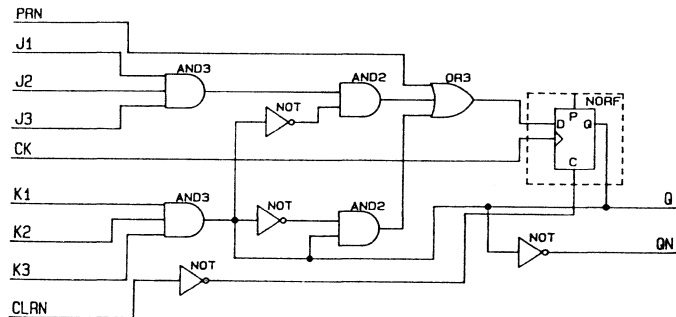 PRN
J1
AND3
AND2
OR3
J2
NOT
NORF
J3
P
D Q
CK
C
K1
AND3
NOT
AND2
K2
Q
NOT
K3
NOT
QN
CLRN